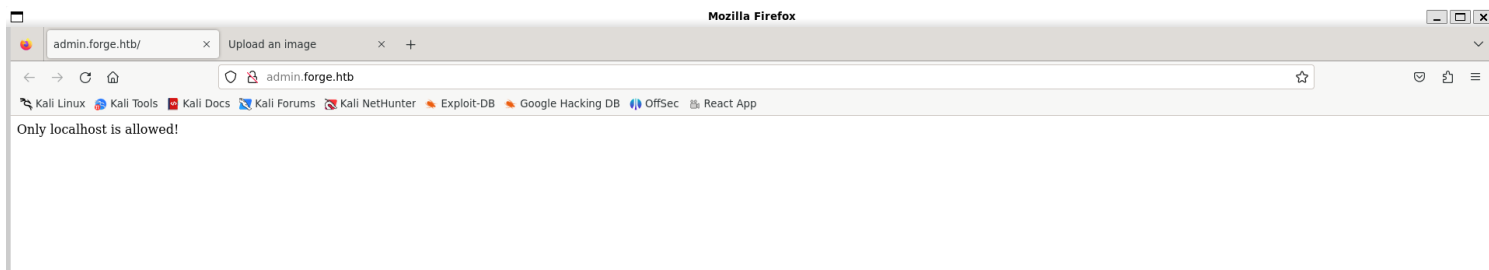 Mozilla Firefox
admin.forge.htb/
Upload an image
admin.forge.htb
Kali Linux Kali Tools Kali Docs Kali Forums Kali NetHunter Exploit-DB Google Hacking DB OffSec React App
Only localhost is allowed!